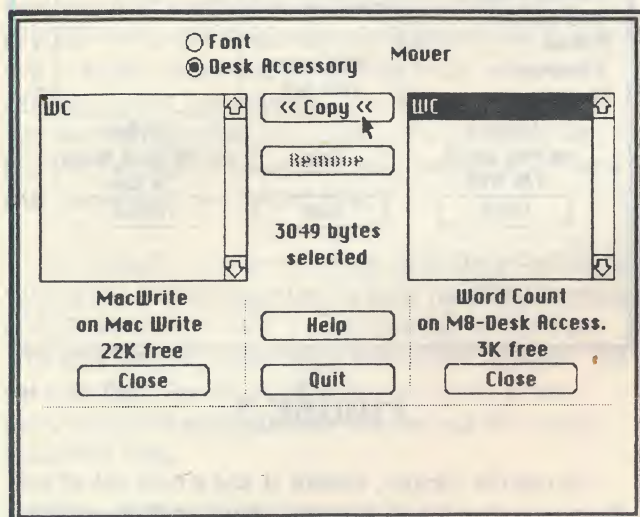 Font
Desk Accessory
Mover
WC
<< Copy <<
WC
Remove
3049 bytes
selected
MacWrite
on Mac Write
22K free
Close
Help
Quit
Word Count
on M8-Desk Access.
3K free
Close